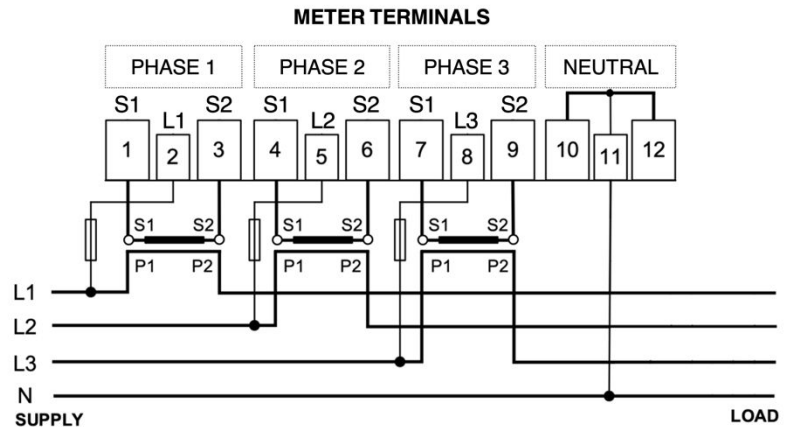 METER TERMINALS
PHASE 1 PHASE 2 PHASE 3 NEUTRAL
S1 L1 S2 S1 L2 S2 S1 L3 S2
1 2 3 4 5 6 7 8 9 10 11 12
S1 S2 S1 S2 S1 S2
P1 P2 P1 P2 P1 P2
L1
L2
L3
N
SUPPLY LOAD